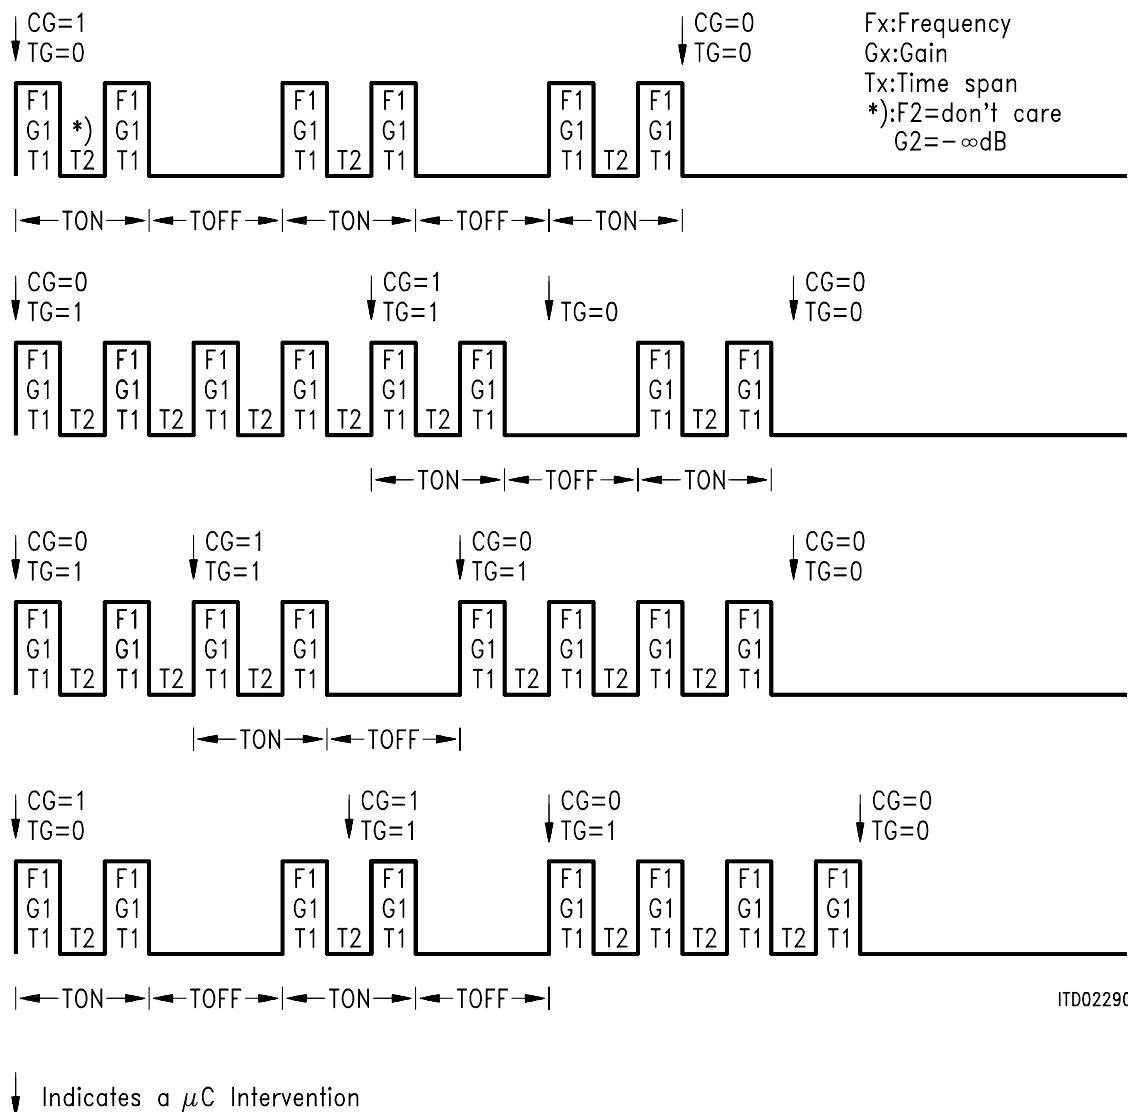 CG=1 CG=0 Fx:Frequency
TG=0 TG=0 Gx:Gain
Tx:Time span
*):F2=don't care
G2=-∞dB
F1 F1 F1 F1 F1 F1
G1 *) G1 G1 G1 G1 G1
T1 T2 T1 T1 T2 T1 T1 T2 T1
TON TOFF TON TOFF TON
CG=0 CG=1 CG=0
TG=1 TG=1 TG=0 TG=0
F1 F1 F1 F1 F1 F1 F1 F1
G1 G1 G1 G1 G1 G1 G1 G1
T1 T2 T1 T2 T1 T2 T1 T2 T1 T2 T1 T1 T2 T1
TON TOFF TON
CG=0 CG=1 CG=0 CG=0
TG=1 TG=1 TG=1 TG=0
F1 F1 F1 F1 F1 F1 F1 F1
G1 G1 G1 G1 G1 G1 G1 G1
T1 T2 T1 T2 T1 T2 T1 T1 T2 T1 T2 T1 T2 T1
TON TOFF
CG=1 CG=1 CG=0 CG=0
TG=0 TG=1 TG=1 TG=0
F1 F1 F1 F1 F1 F1 F1 F1
G1 G1 G1 G1 G1 G1 G1 G1
T1 T2 T1 T1 T2 T1 T1 T2 T1 T2 T1 T2 T1
TON TOFF TON TOFF
ITD02290
Indicates a µC Intervention